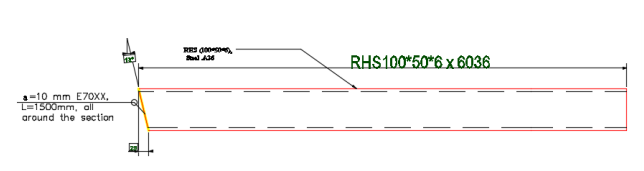 RHS (100*50*6),
Steel A36
RHS100*50*6 x 6036
a=10 mm E70XX,
L=1500mm, all
around the section